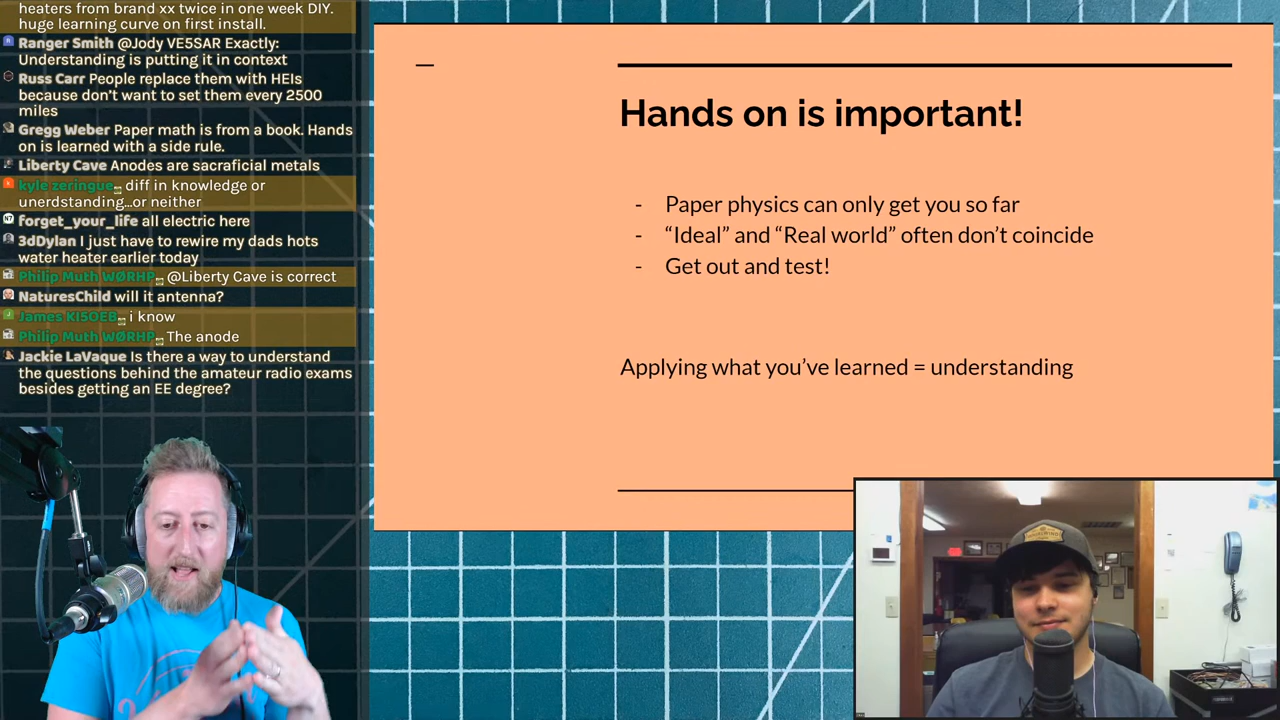 heaters from brand xx twice in one week DIY.
huge learning curve on first install.
Ranger Smith @Jody VE5SAR Exactly:
Understanding is putting it in context
Russ Carr People replace them with HEIs
because don't want to set them every 2500
miles
Gregg Weber Paper math is from a book. Hands
on is learned with a side rule.
Liberty Cave Anodes are sacraficial metals
kyle zeringue diff in knowledge or
unerdstanding...or neither
forget_your_life all electric here
3dDylan I just have to rewire my dads hots
water heater earlier today
Philip Muth WØRHP @Liberty Cave is correct
NaturesChild will it antenna?
James KI5OEB i know
Philip Muth WØRHP The anode
Jackie LaVaque Is there a way to understand
the questions behind the amateur radio exams
besides getting an EE degree?
Hands on is important!
- Paper physics can only get you so far
- “Ideal” and “Real world” often don’t coincide
- Get out and test!
Applying what you’ve learned = understanding